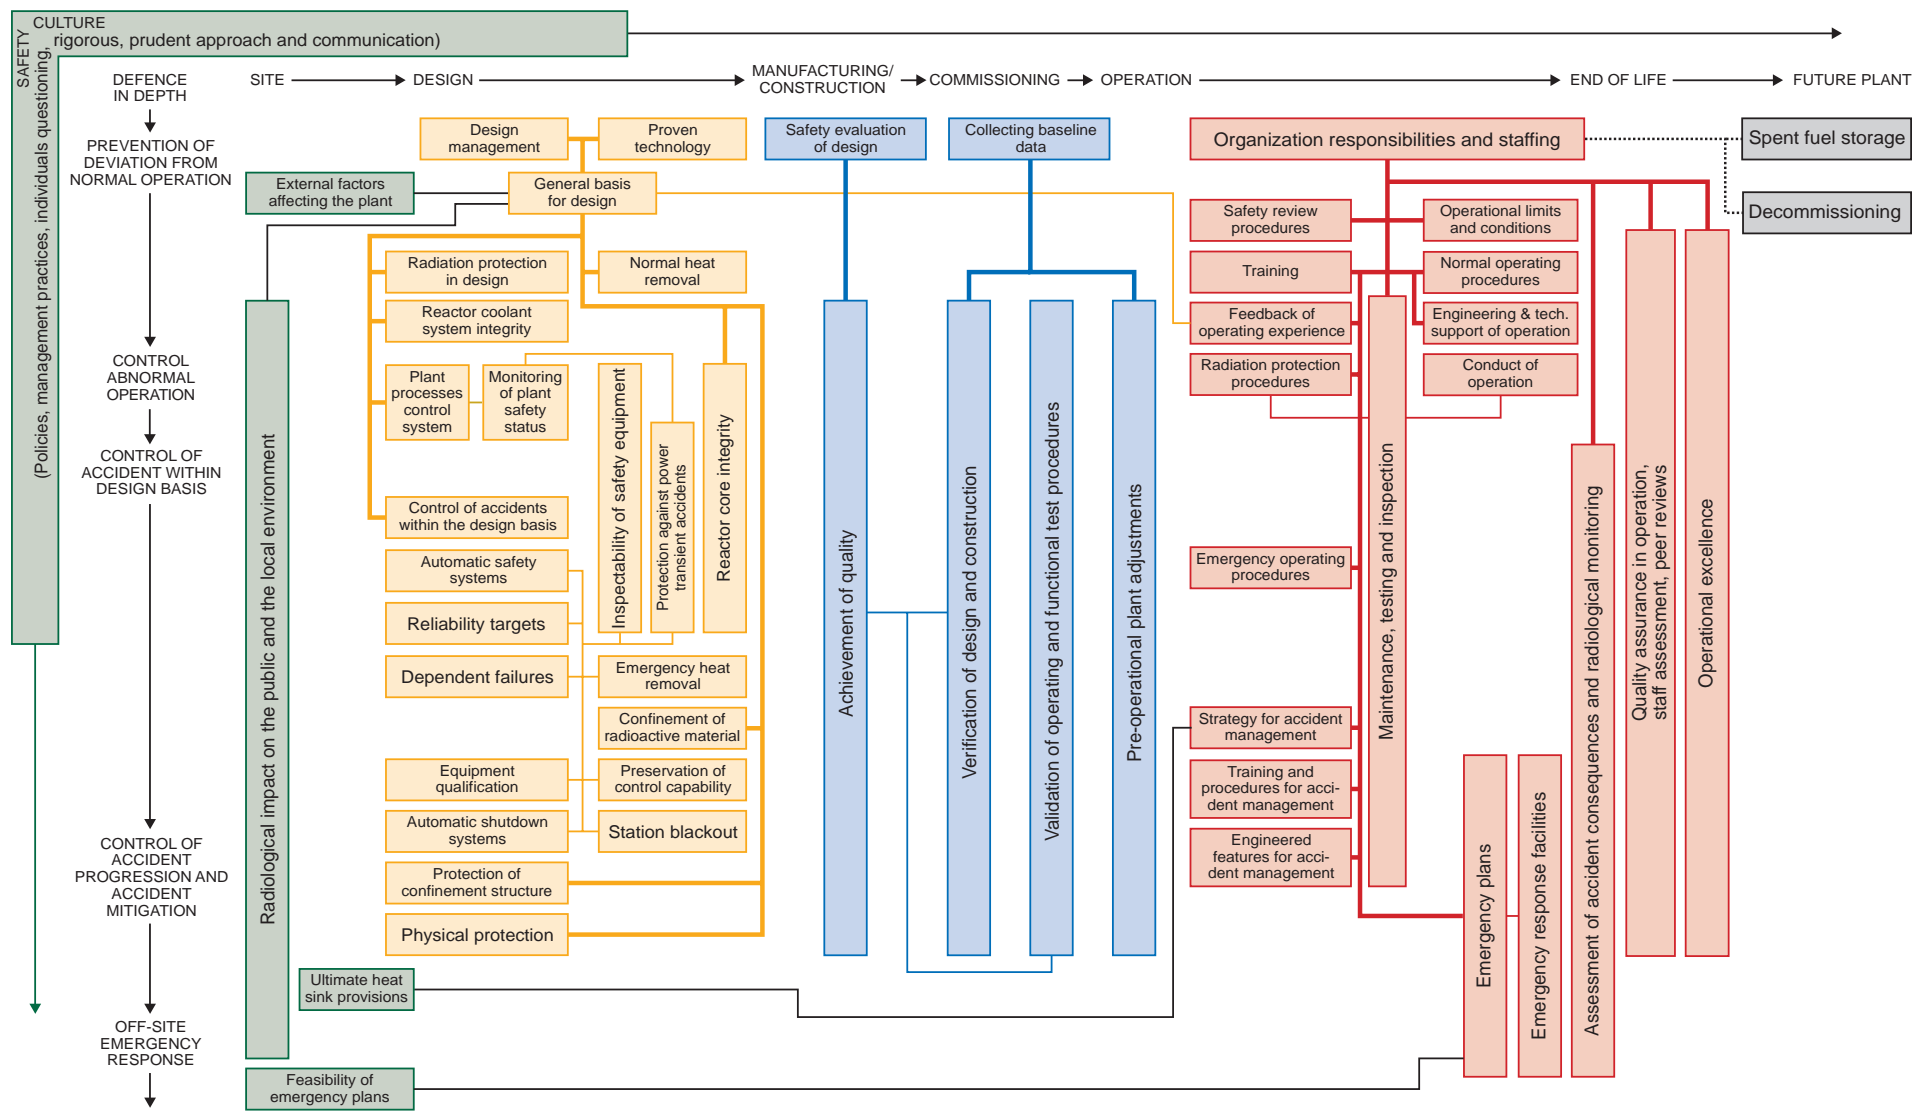 SAFETY
CULTURE
(Policies, management practices, individuals questioning,
rigorous, prudent approach and communication)
DEFENCE
IN DEPTH
SITE
DESIGN
MANUFACTURING/
CONSTRUCTION
COMMISSIONING
OPERATION
END OF LIFE
FUTURE PLANT
PREVENTION OF
DEVIATION FROM
NORMAL OPERATION
CONTROL
ABNORMAL
OPERATION
CONTROL OF
ACCIDENT WITHIN
DESIGN BASIS
CONTROL OF
ACCIDENT
PROGRESSION AND
ACCIDENT
MITIGATION
OFF-SITE
EMERGENCY
RESPONSE
External factors
affecting the plant
Radiological impact on the public and the local environment
Ultimate heat
sink provisions
Feasibility of
emergency plans
Design
management
Proven
technology
General basis
for design
Radiation protection
in design
Normal heat
removal
Reactor coolant
system integrity
Plant
processes
control
system
Monitoring
of plant
safety
status
Inspectability of safety equipment
Protection against power
transient accidents
Reactor core integrity
Control of accidents
within the design basis
Automatic safety
systems
Reliability targets
Dependent failures
Emergency heat
removal
Confinement of
radioactive material
Equipment
qualification
Preservation of
control capability
Automatic shutdown
systems
Station blackout
Protection of
confinement structure
Physical protection
Safety evaluation
of design
Collecting baseline
data
Achievement of quality
Verification of design and construction
Validation of operating and functional test procedures
Pre-operational plant adjustments
Organization responsibilities and staffing
Safety review
procedures
Operational limits
and conditions
Training
Normal operating
procedures
Feedback of
operating experience
Engineering & tech.
support of operation
Radiation protection
procedures
Conduct of
operation
Maintenance, testing and inspection
Emergency operating
procedures
Strategy for accident
management
Training and
procedures for acci-
dent management
Engineered
features for acci-
dent management
Emergency plans
Emergency response facilities
Assessment of accident consequences and radiological monitoring
Quality assurance in operation,
staff assessment, peer reviews
Operational excellence
Spent fuel storage
Decommissioning